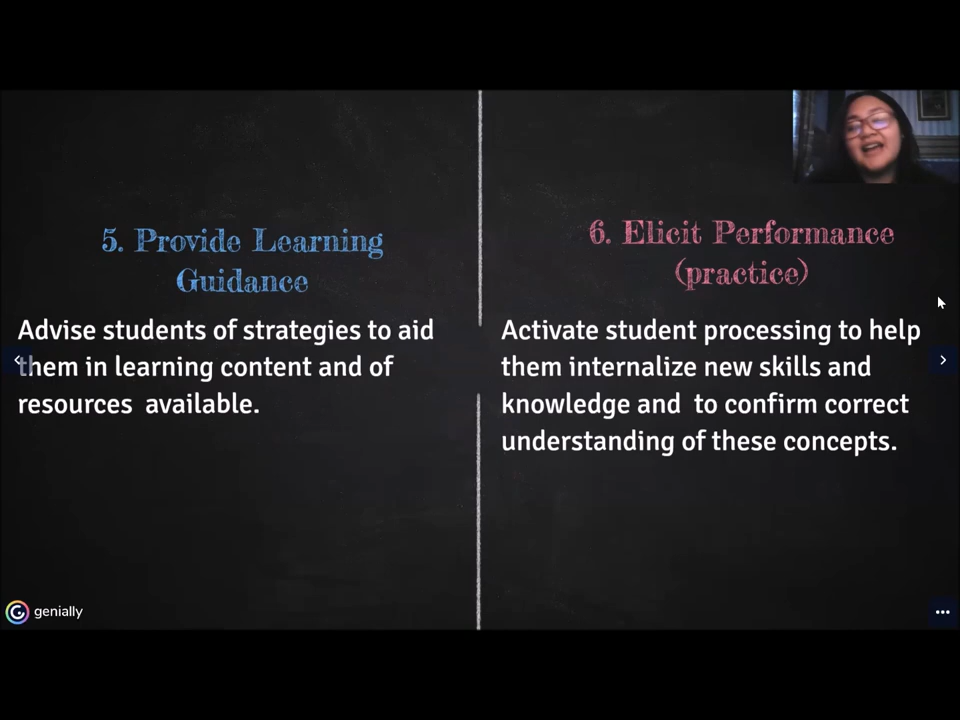 5. Provide Learning
Guidance
Advise students of strategies to aid
them in learning content and of
resources available.
6. Elicit Performance
(practice)
Activate student processing to help
them internalize new skills and
knowledge and to confirm correct
understanding of these concepts.
genially